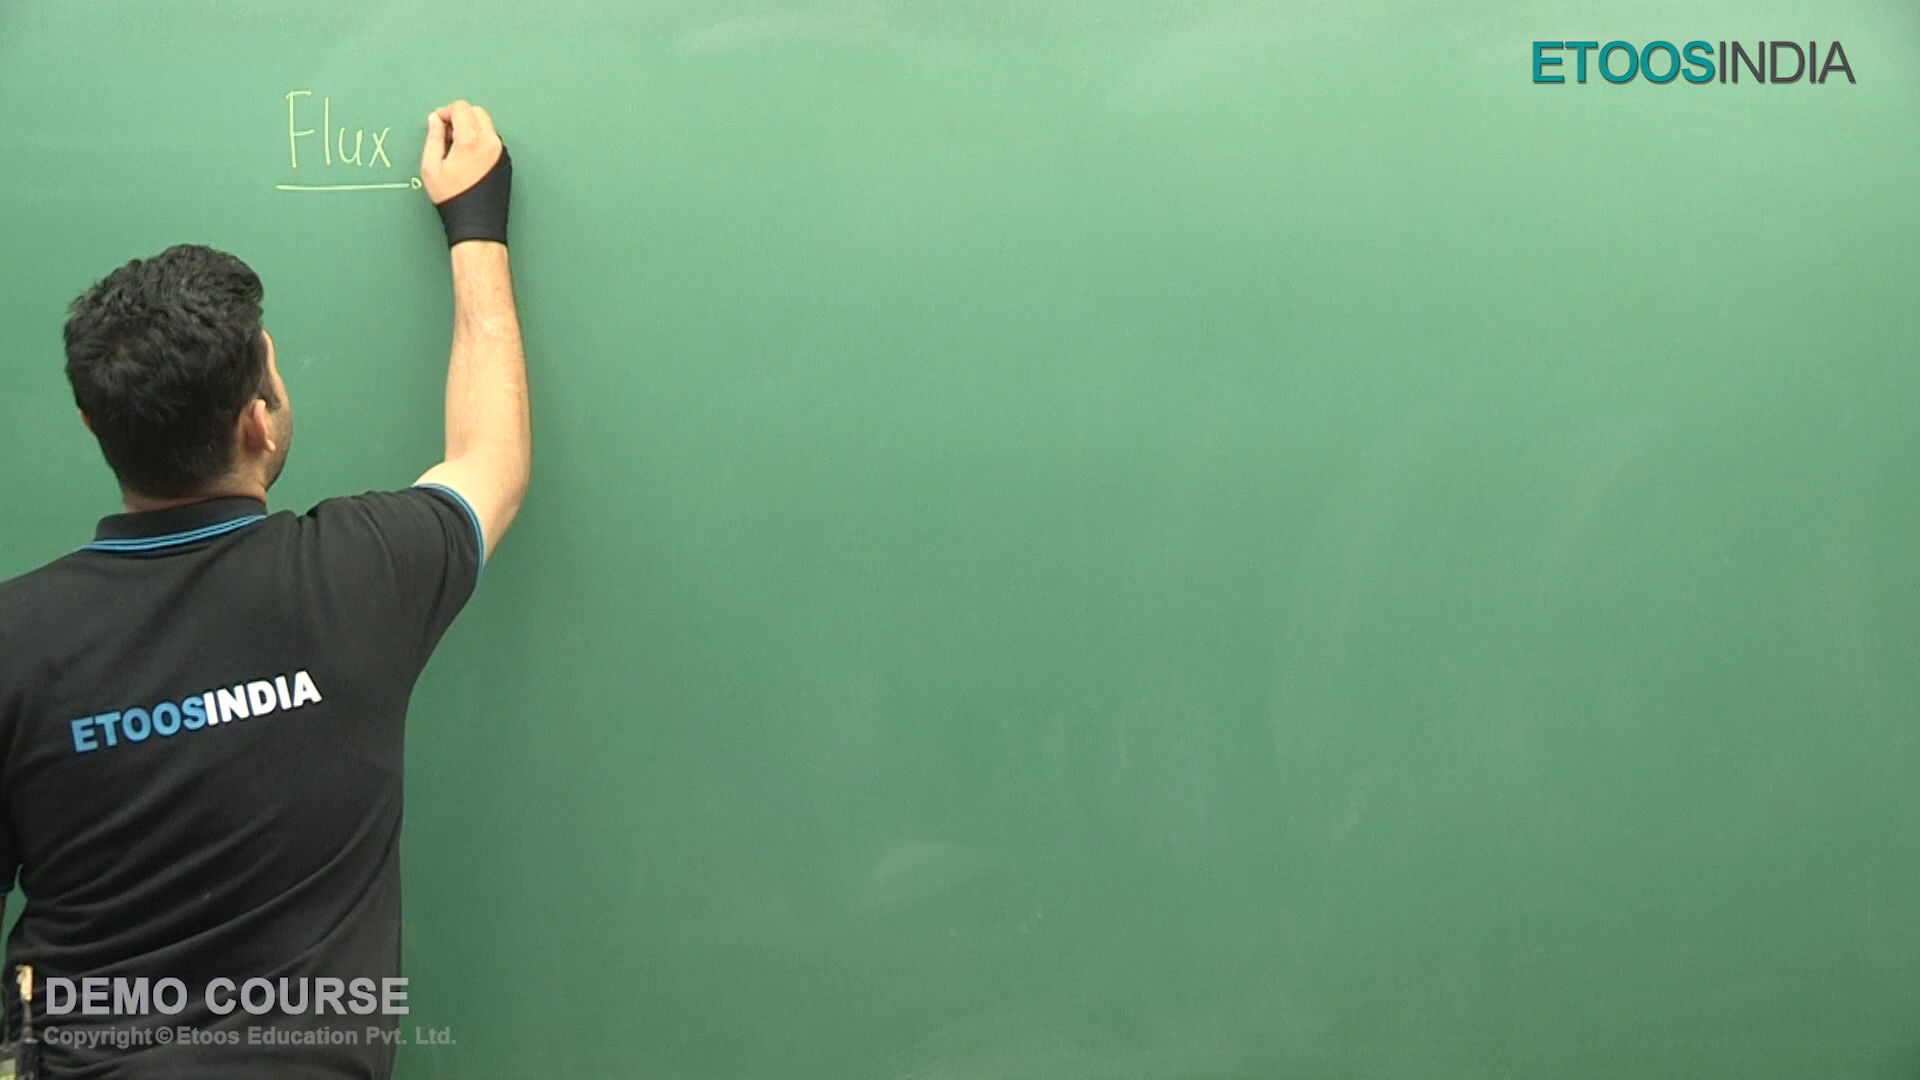 ETOOSINDIA
Flux
ETOOSINDIA
DEMO COURSE
Copyright © Etoos Education Pvt. Ltd.